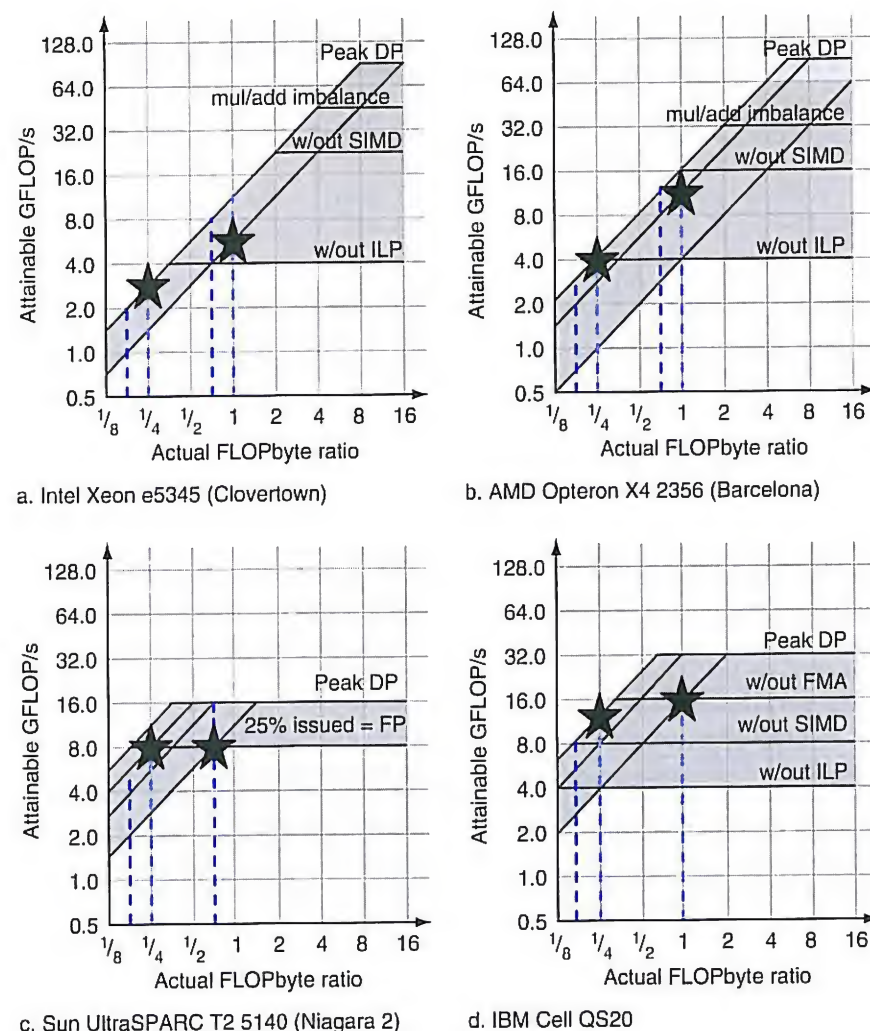 Attainable GFLOP/s
128.0
64.0
32.0
16.0
8.0
4.0
2.0
1.0
0.5
Peak DP
mul/add imbalance
w/out SIMD
w/out ILP
1/8
1/4
1/2
1
2
4
8
16
Actual FLOPbyte ratio
a. Intel Xeon e5345 (Clovertown)
Attainable GFLOP/s
128.0
64.0
32.0
16.0
8.0
4.0
2.0
1.0
0.5
Peak DP
mul/add imbalance
w/out SIMD
w/out ILP
1/8
1/4
1/2
1
2
4
8
16
Actual FLOPbyte ratio
b. AMD Opteron X4 2356 (Barcelona)
Attainable GFLOP/s
128.0
64.0
32.0
16.0
8.0
4.0
2.0
1.0
0.5
Peak DP
25% issued = FP
1/8
1/4
1/2
1
2
4
8
16
Actual FLOPbyte ratio
c. Sun UltraSPARC T2 5140 (Niagara 2)
Attainable GFLOP/s
128.0
64.0
32.0
16.0
8.0
4.0
2.0
1.0
0.5
Peak DP
w/out FMA
w/out SIMD
w/out ILP
1/8
1/4
1/2
1
2
4
8
16
Actual FLOPbyte ratio
d. IBM Cell QS20